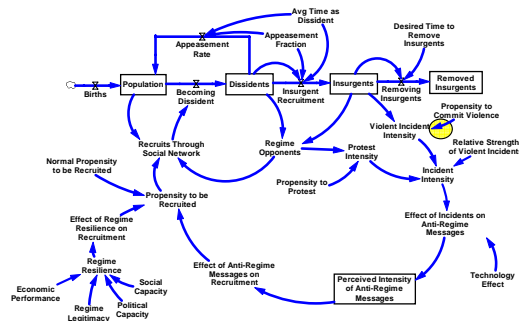 Avg Time as
Dissident
Appeasement
Fraction
Desired Time to
Remove
Insurgents
Appeasement
Rate
Population
Dissidents
Insurgents
Removed
Insurgents
Births
Becoming
Dissident
Insurgent
Recruitment
Removing
Insurgents
Propensity to
Commit Violence
Violent Incident
Intensity
Recruits Through
Social Network
Regime
Opponents
Protest
Intensity
Relative Strength
of Violent Incident
Normal Propensity
to be Recruited
Incident
Intensity
Propensity to be
Recruited
Propensity to
Protest
Effect of Regime
Resilience on
Recruitment
Effect of Incidents on
Anti-Regime
Messages
Regime
Resilience
Effect of Anti-Regime
Messages on
Recruitment
Technology
Effect
Economic
Performance
Social
Capacity
Perceived Intensity
of Anti-Regime
Messages
Regime
Legitimacy
Political
Capacity